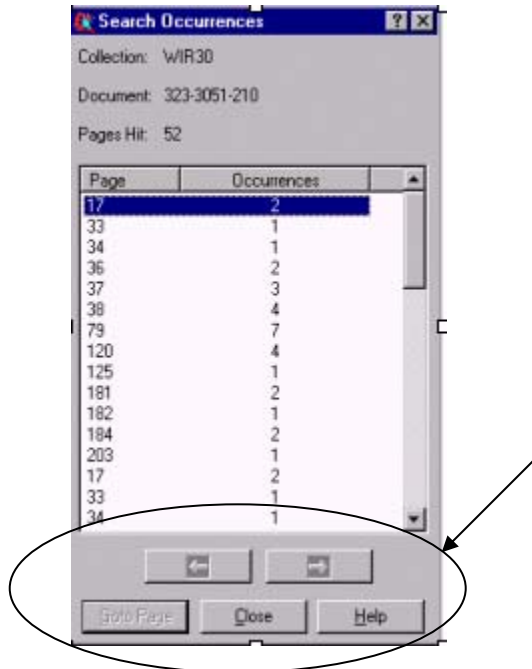 Search Occurrences
Collection: WIR30
Document: 323-3051-210
Pages Hit: 52
Page Occurrences
17 2
33 1
34 1
36 2
37 3
38 4
79 7
120 4
125 1
181 2
182 1
184 2
203 1
17 2
33 1
34 1
Goto Page Close Help